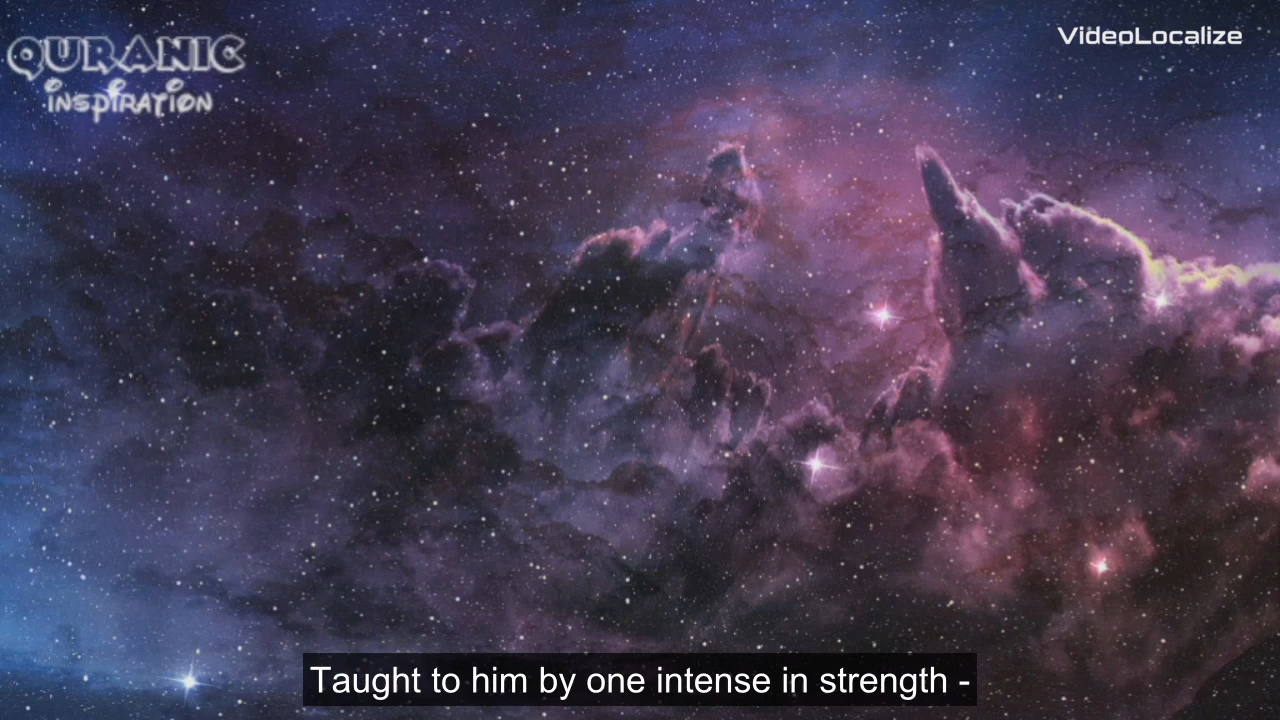 QURANIC
INSPIRATION
VideoLocalize
Taught to him by one intense in strength -